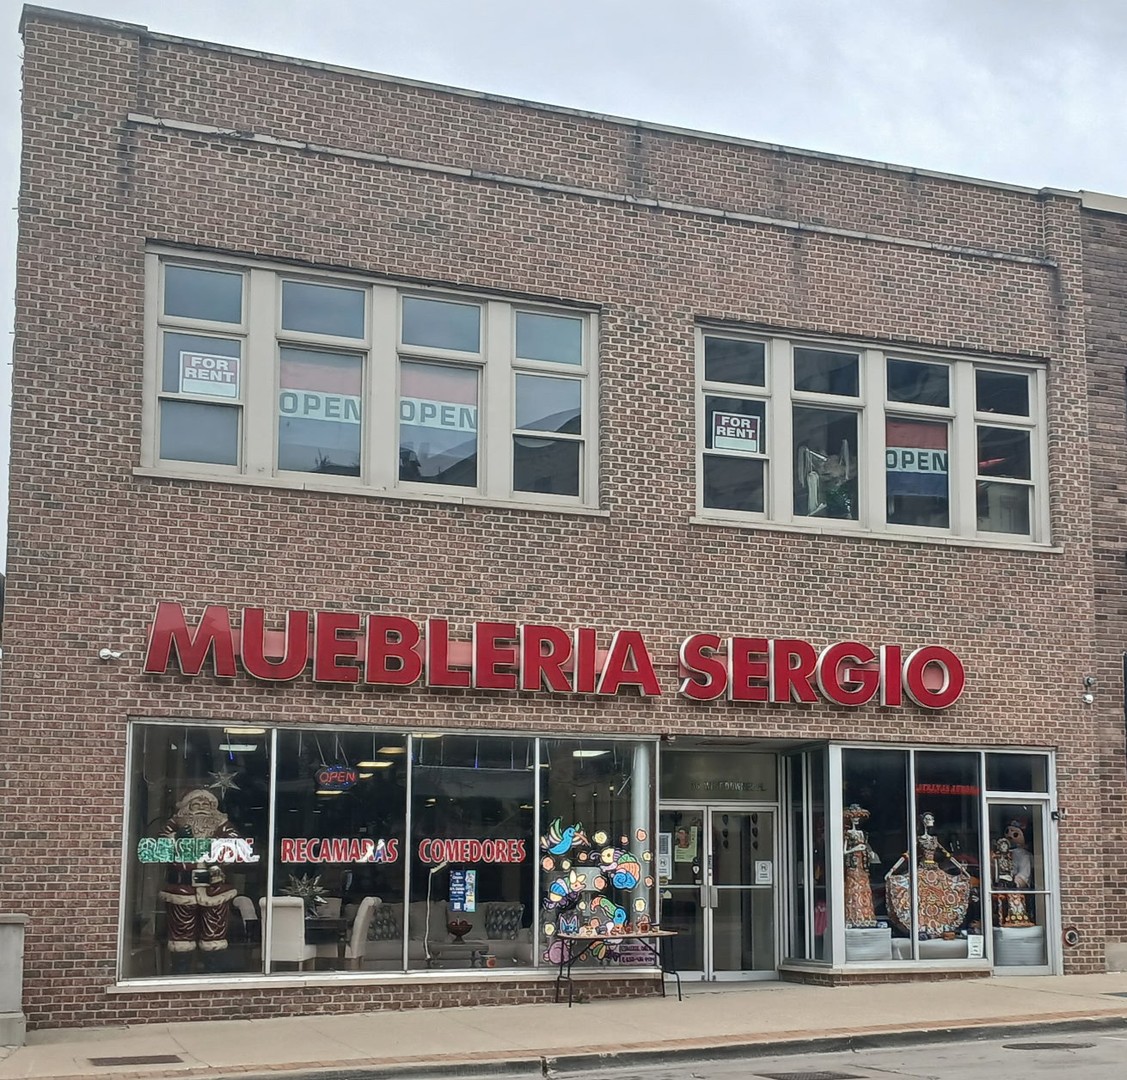 FOR
RENT
OPEN
OPEN
FOR
RENT
OPEN
MUEBLERIA SERGIO
OPEN
RECAMARAS
COMEDORES